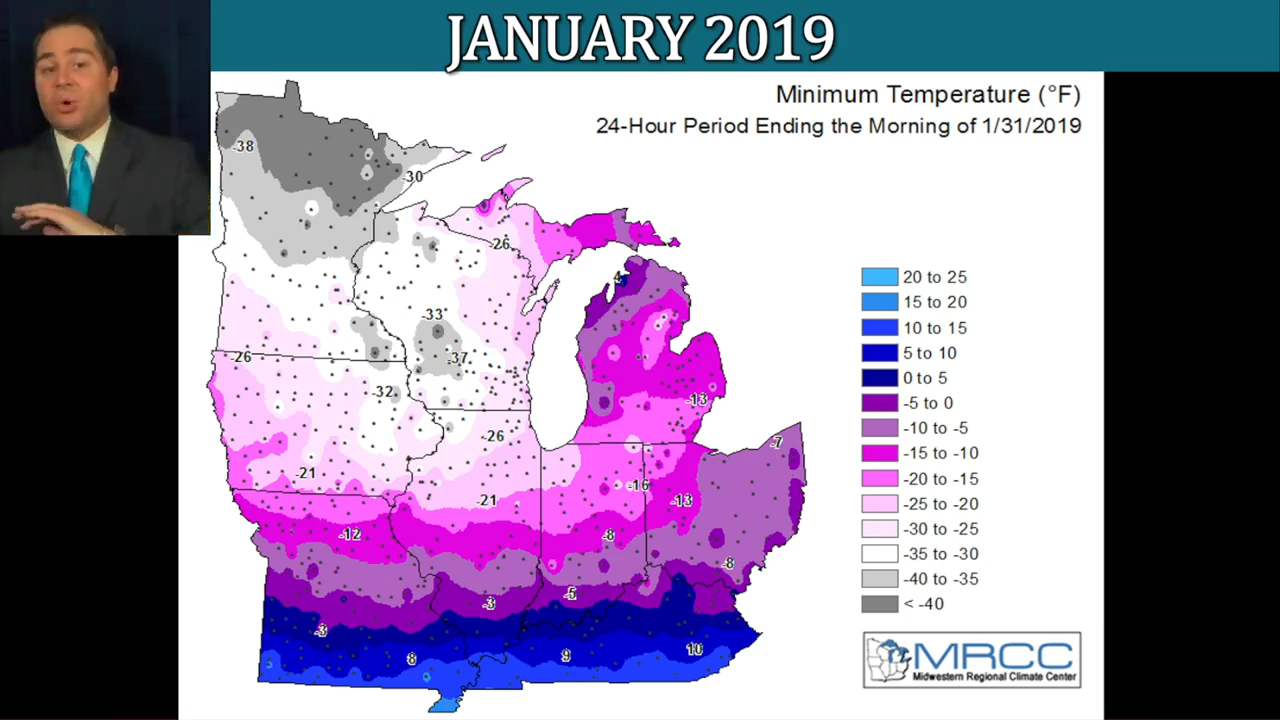 JANUARY 2019
Minimum Temperature (°F)
24-Hour Period Ending the Morning of 1/31/2019
-38
-30
-26
4
-33
-26
-37
-32
-13
-26
-7
-21
-16
-21
-13
-12
-8
-8
-5
-3
-3
10
9
8
20 to 25
15 to 20
10 to 15
5 to 10
0 to 5
-5 to 0
-10 to -5
-15 to -10
-20 to -15
-25 to -20
-30 to -25
-35 to -30
-40 to -35
< -40
MRCC
Midwestern Regional Climate Center